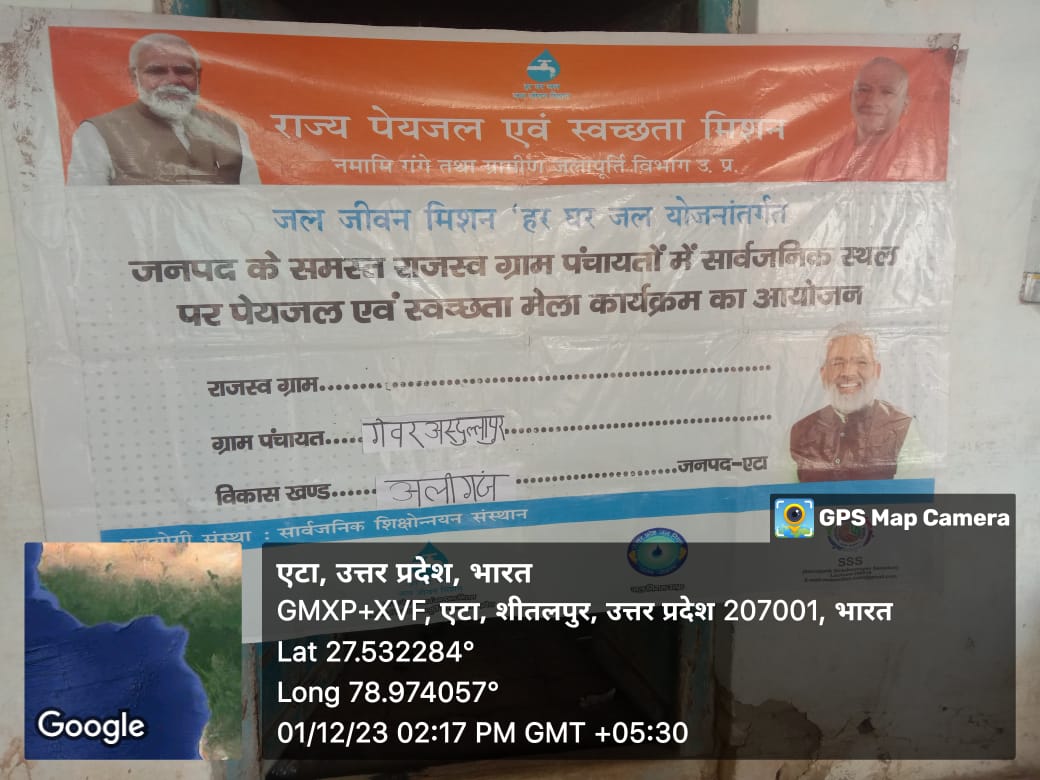 राज्य पेयजल एवं स्वच्छता मिशन
नमामि गंगे तथा ग्रामीण जलापूर्ति विभाग उ. प्र.
जल जीवन मिशन 'हर घर जल योजनांतर्गत
जनपद के समस्त राजस्व ग्राम पंचायतों में सार्वजनिक स्थल
पर पेयजल एवं स्वच्छता मेला कार्यक्रम का आयोजन
राजस्व ग्राम
ग्राम पंचायत..... गेवर अस्दुल्लापुर
विकास खण्ड...... अलीगंज जनपद-एटा
सहयोगी संस्था : सार्वजनिक शिक्षोन्नयन संस्थान
GPS Map Camera
SSS
एटा, उत्तर प्रदेश, भारत
GMXP+XVF, एटा, शीतलपुर, उत्तर प्रदेश 207001, भारत
Lat 27.532284°
Long 78.974057°
01/12/23 02:17 PM GMT +05:30
Google